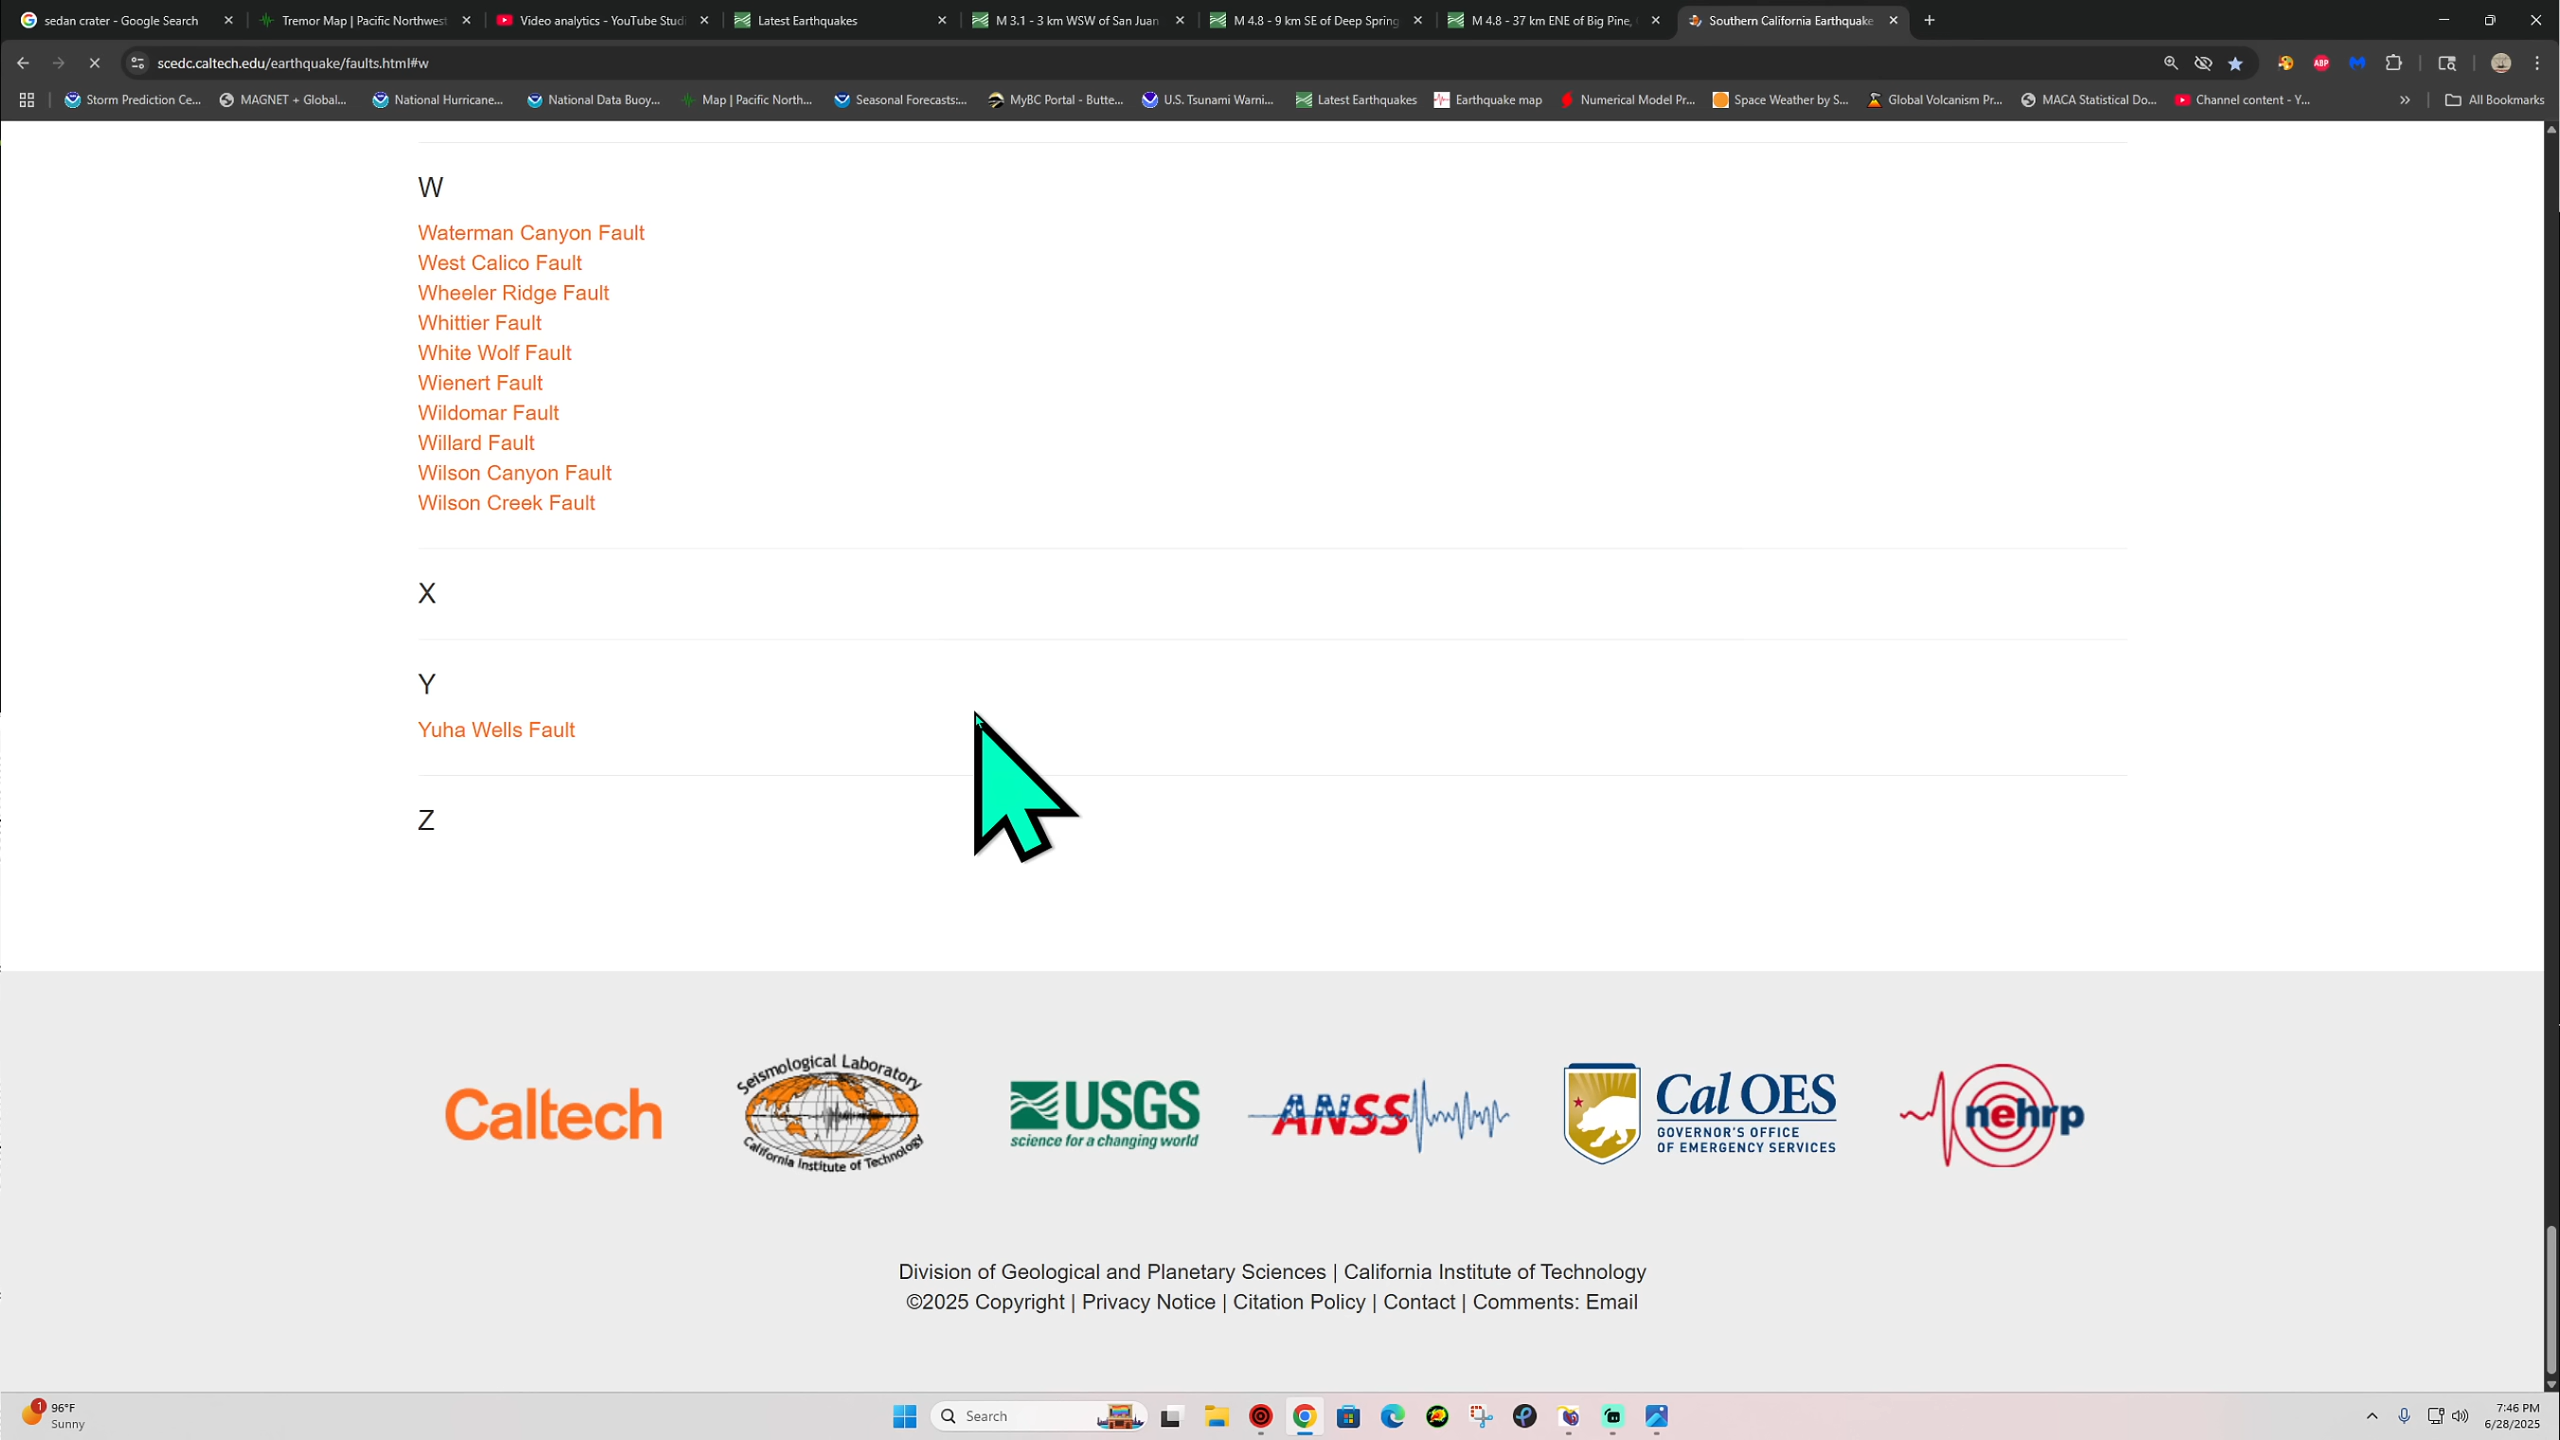 sedan crater - Google Search
Tremor Map | Pacific Northwest
Video analytics - YouTube Studi
Latest Earthquakes
M 3.1 - 3 km WSW of San Juan
M 4.8 - 9 km SE of Deep Spring
M 4.8 - 37 km ENE of Big Pine,
Southern California Earthquake
scedc.caltech.edu/earthquake/faults.html#w
ABP
Storm Prediction Ce...
MAGNET + Global...
National Hurricane...
National Data Buoy...
Map | Pacific North...
Seasonal Forecasts:...
MyBC Portal - Butte...
U.S. Tsunami Warni...
Latest Earthquakes
Earthquake map
Numerical Model Pr...
Space Weather by S...
Global Volcanism Pr...
MACA Statistical Do...
Channel content - Y...
All Bookmarks
W
Waterman Canyon Fault
West Calico Fault
Wheeler Ridge Fault
Whittier Fault
White Wolf Fault
Wienert Fault
Wildomar Fault
Willard Fault
Wilson Canyon Fault
Wilson Creek Fault
X
Y
Yuha Wells Fault
Z
Caltech
Seismological Laboratory
California Institute of Technology
USGS
science for a changing world
ANSS
Cal OES
GOVERNOR'S OFFICE
OF EMERGENCY SERVICES
nehrp
Division of Geological and Planetary Sciences | California Institute of Technology
©2025 Copyright | Privacy Notice | Citation Policy | Contact | Comments: Email
1
96°F
Sunny
Search
7:46 PM
6/28/2025